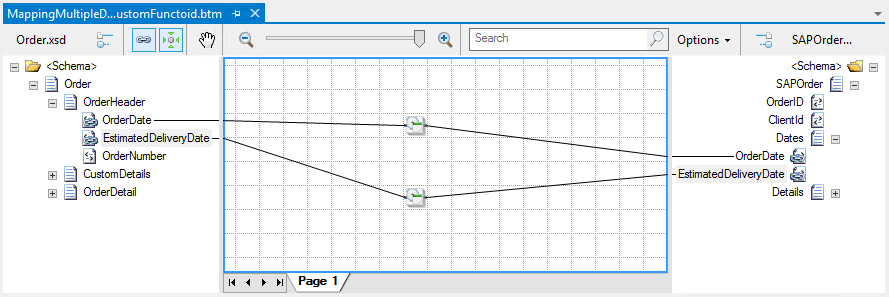 MappingMultipleD...ustomFunctoid.btm
Order.xsd
Search
Options
SAPOrder...
<Schema>
Order
OrderHeader
OrderDate
EstimatedDeliveryDate
OrderNumber
CustomDetails
OrderDetail
<Schema>
SAPOrder
OrderID
ClientId
Dates
OrderDate
EstimatedDeliveryDate
Details
Page 1